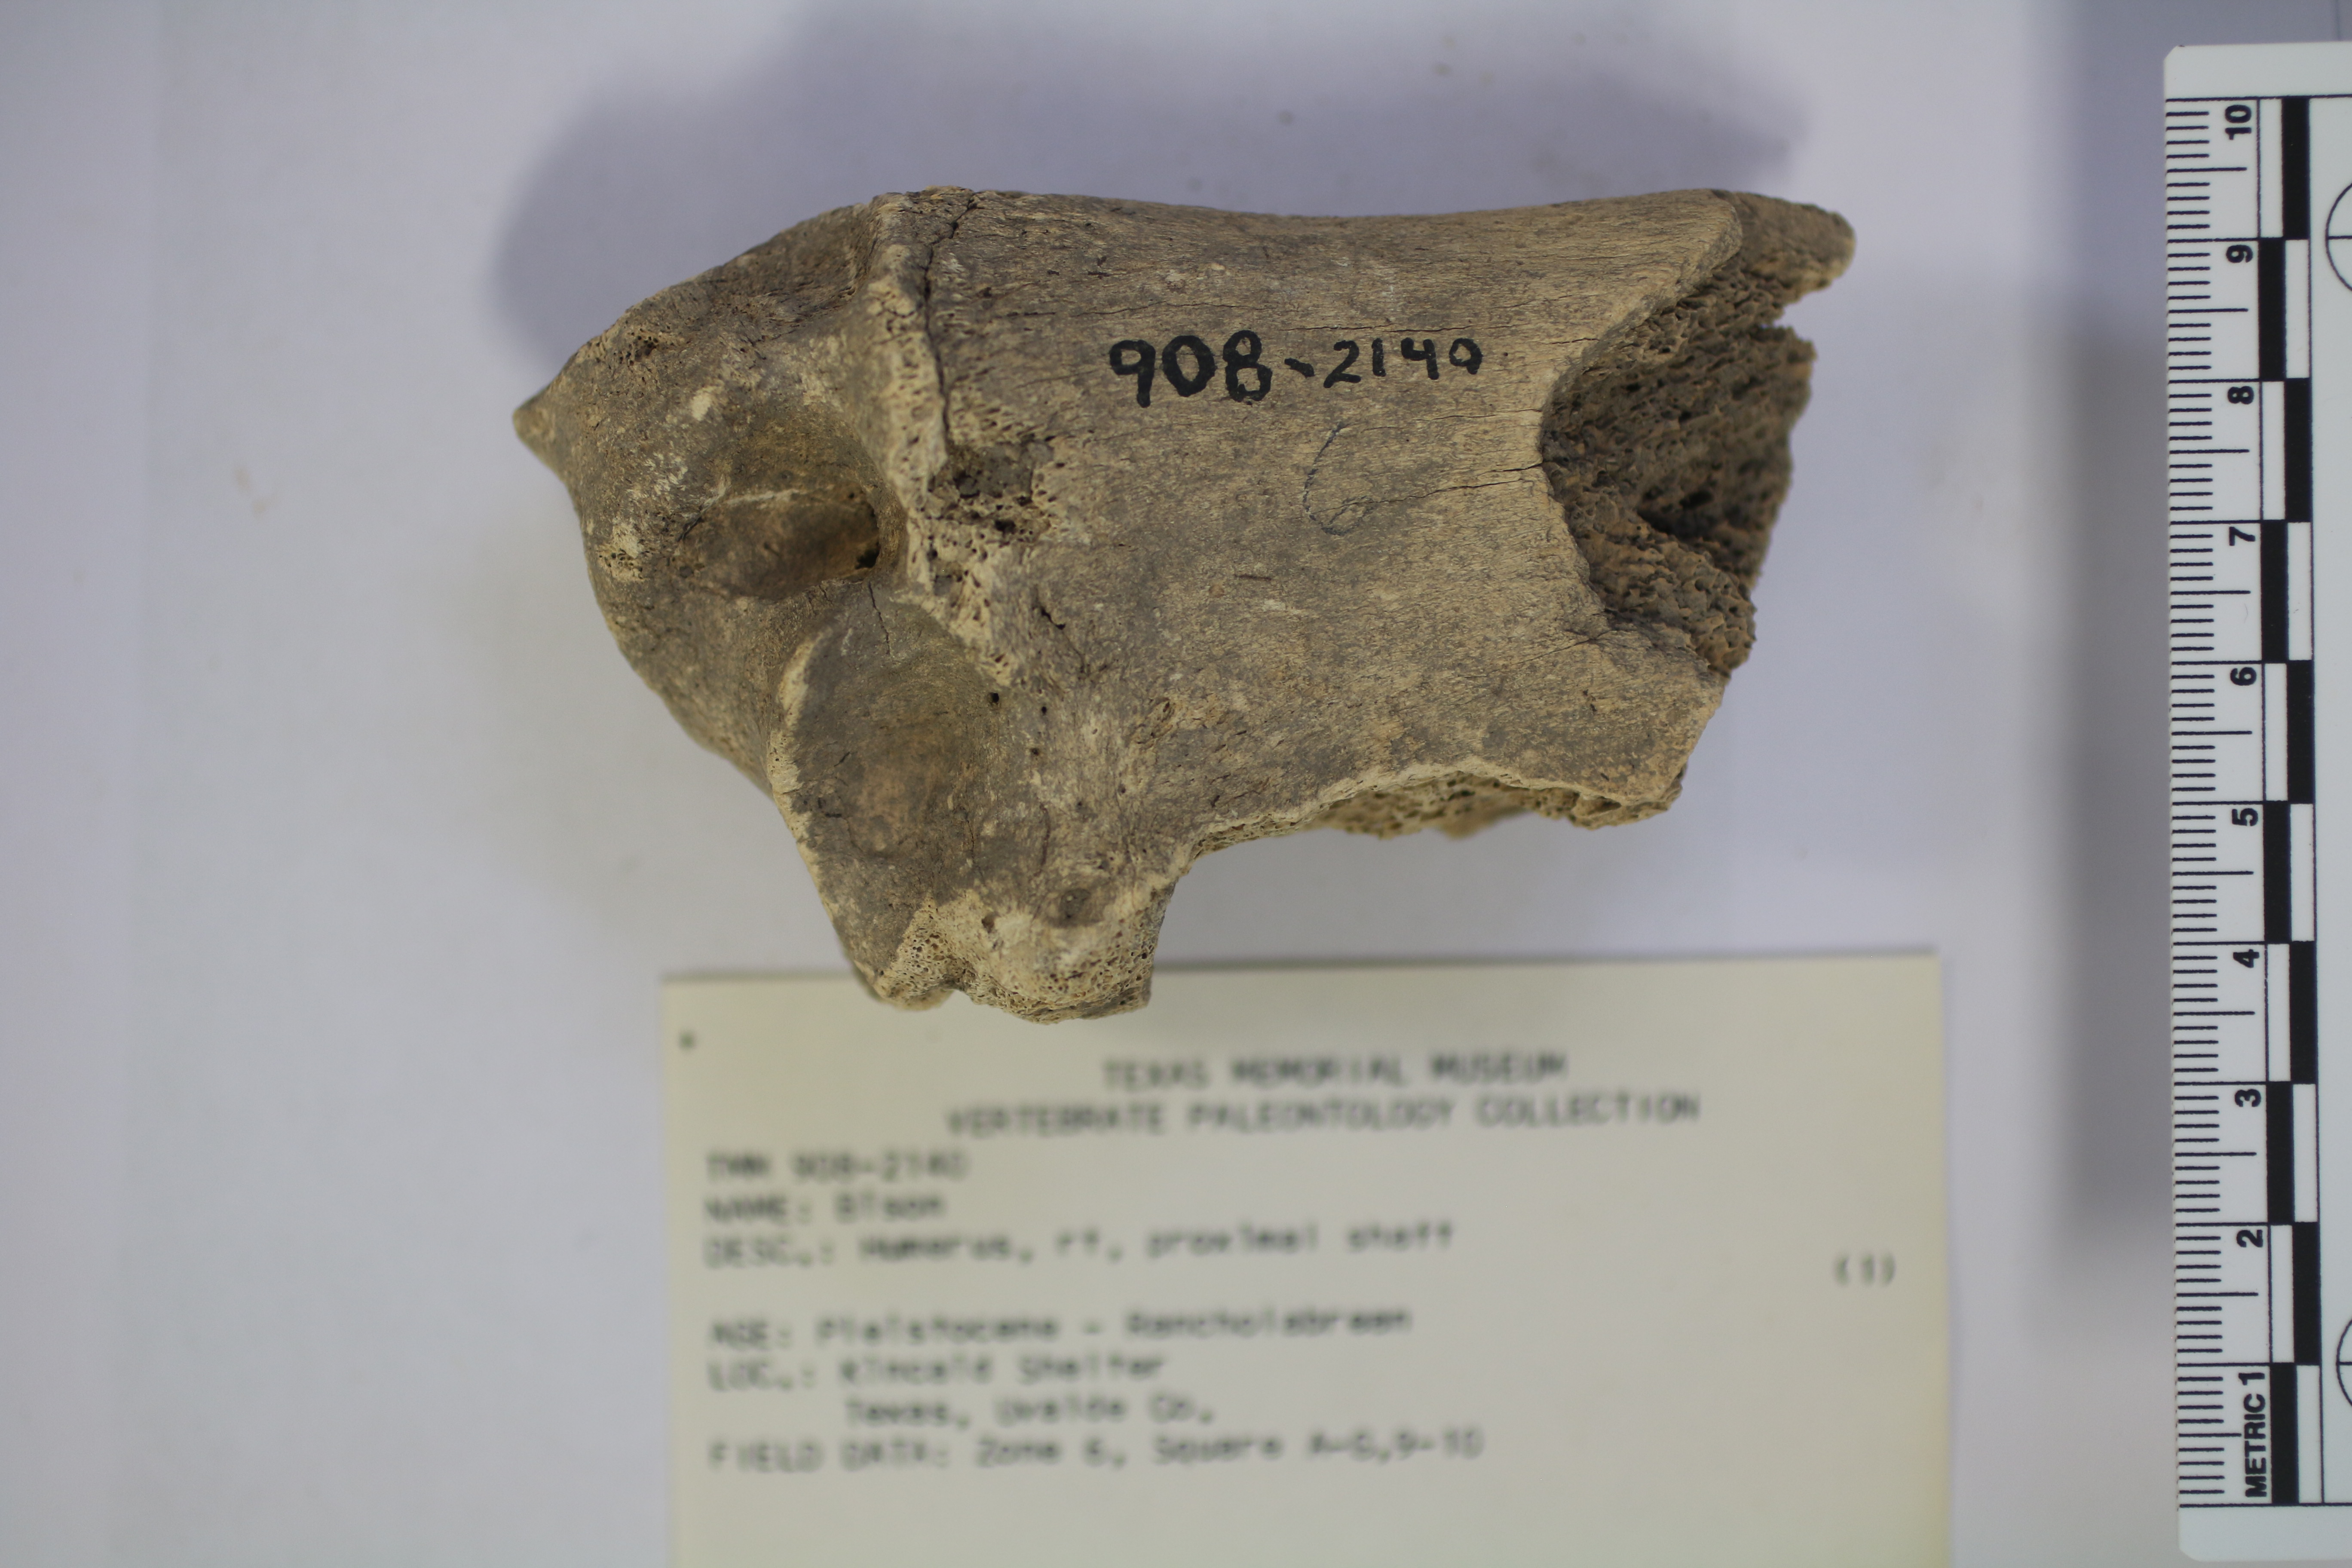 908-2140
6
10
9
8
7
6
5
4
3
2
METRIC 1
TEXAS MEMORIAL MUSEUM
VERTEBRATE PALEONTOLOGY COLLECTION
TMM 908-2140
NAME: Bison
DESC.: Humerus, rt, proximal shaft
(1)
AGE: Pleistocene - Rancholabrean
LOC.: Kincaid Shelter
Texas, Uvalde Co.
FIELD DATA: Zone 6, Square A-G,9-10